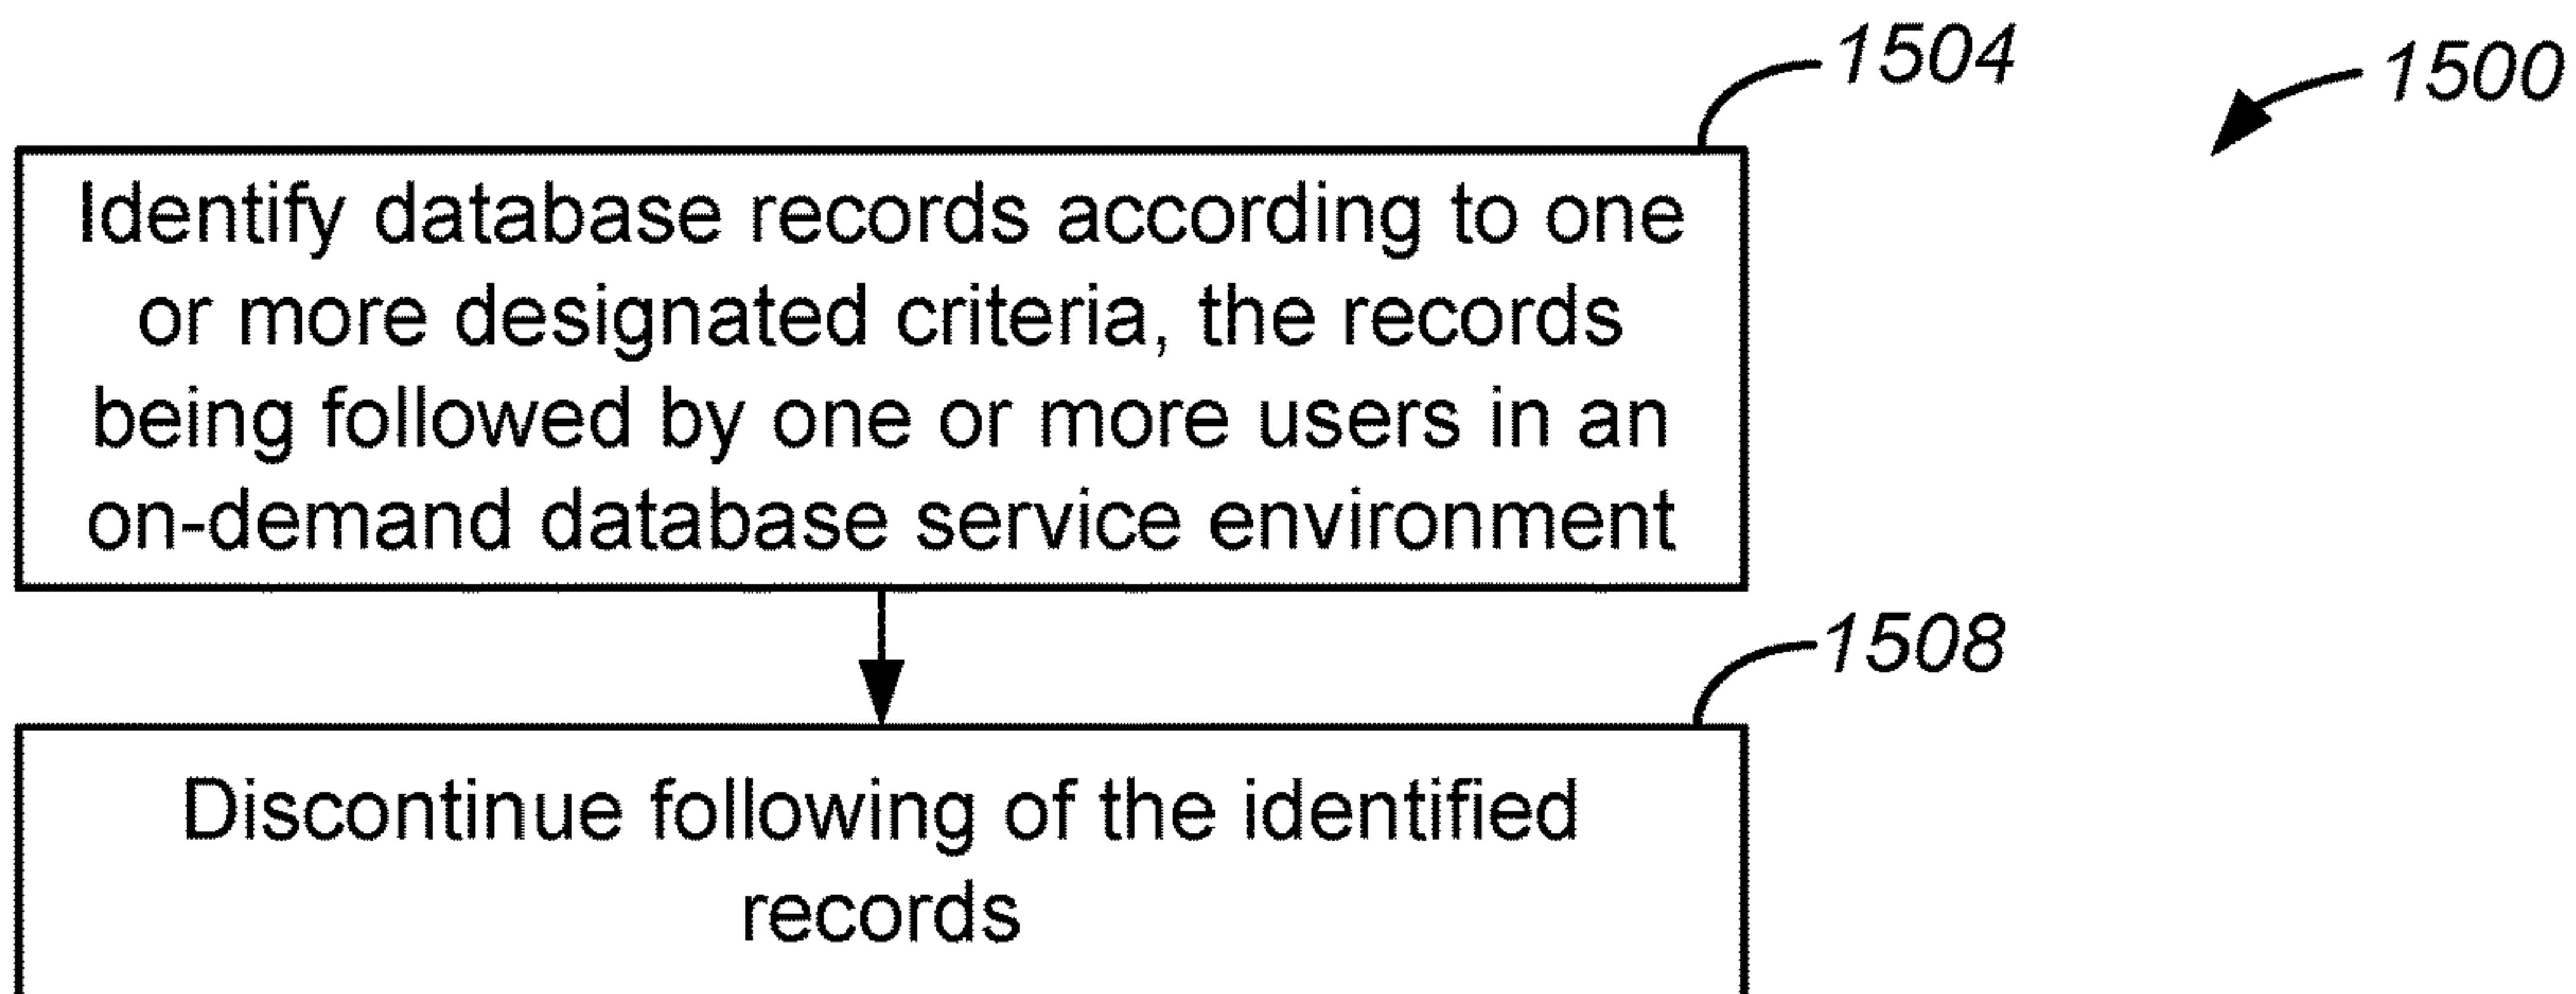 1504
1500
Identify database records according to one
or more designated criteria, the records
being followed by one or more users in an
on-demand database service environment
1508
Discontinue following of the identified
records